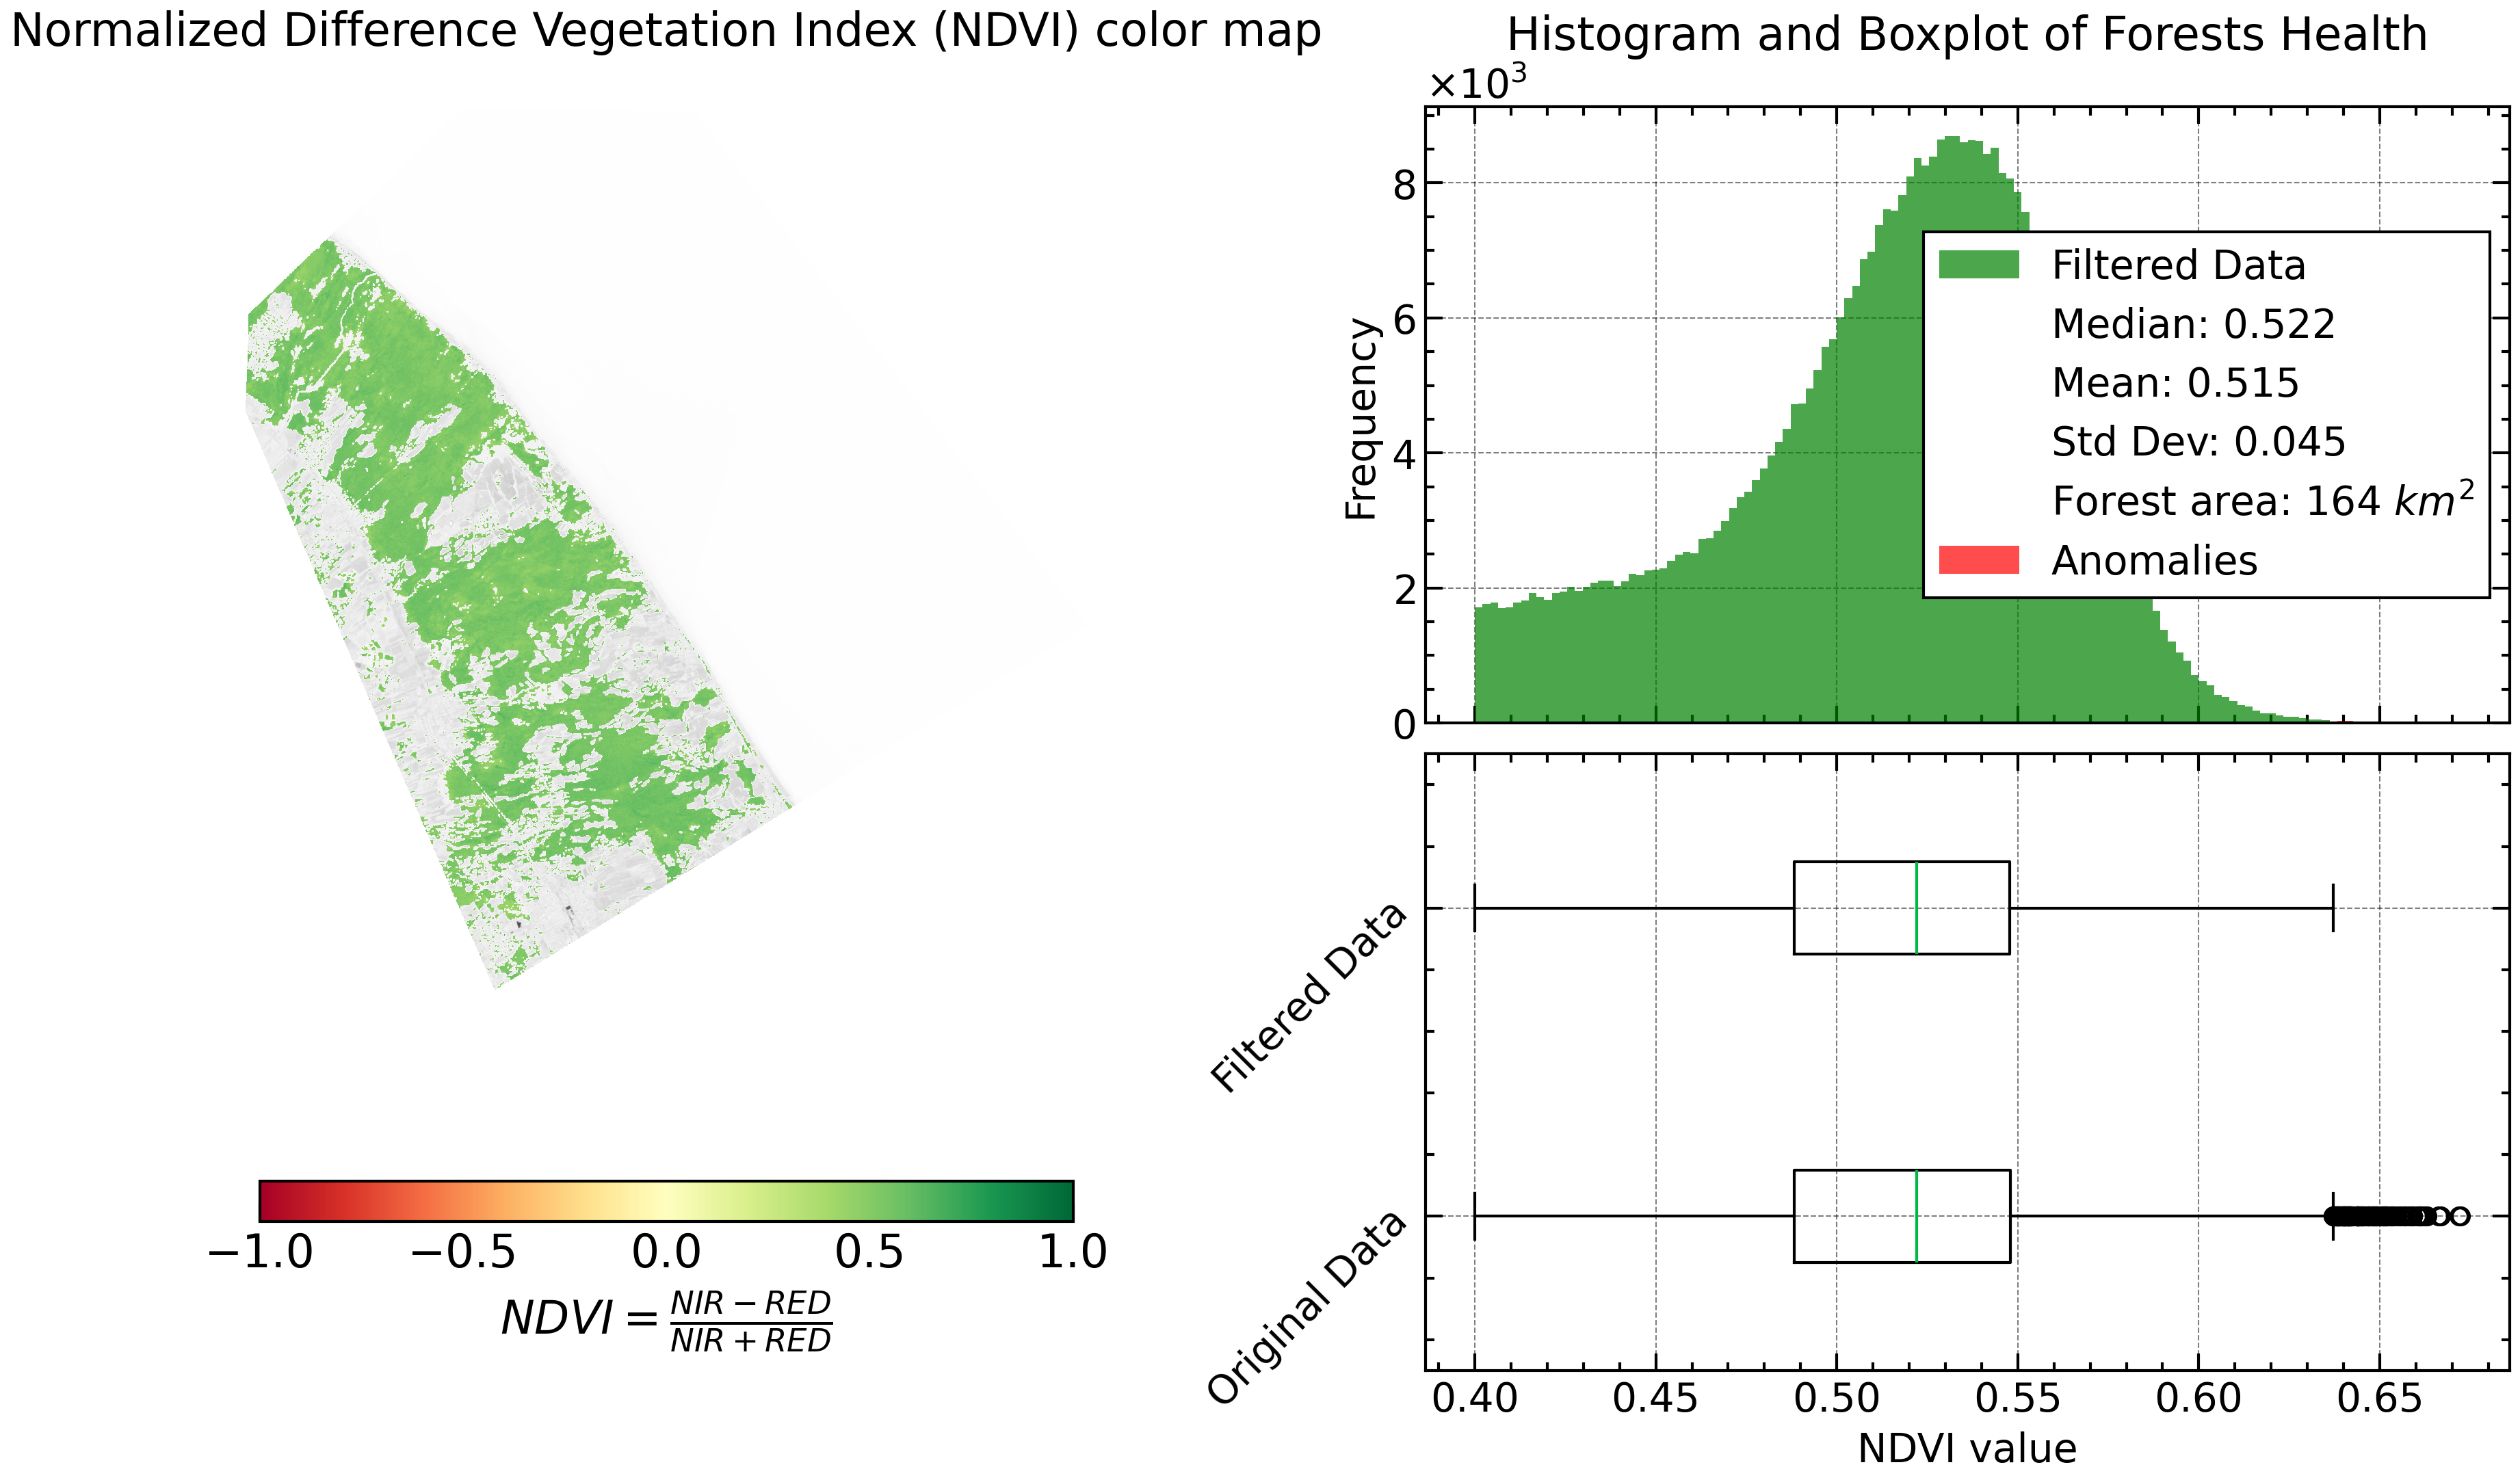 Normalized Difference Vegetation Index (NDVI) color map
−1.0 −0.5 0.0 0.5 1.0
NDVI = NIR − RED / NIR + RED
Histogram and Boxplot of Forests Health
×10³
8
6
4
2
0
Frequency
Filtered Data
Median: 0.522
Mean: 0.515
Std Dev: 0.045
Forest area: 164 km²
Anomalies
Filtered Data
Original Data
0.40 0.45 0.50 0.55 0.60 0.65
NDVI value